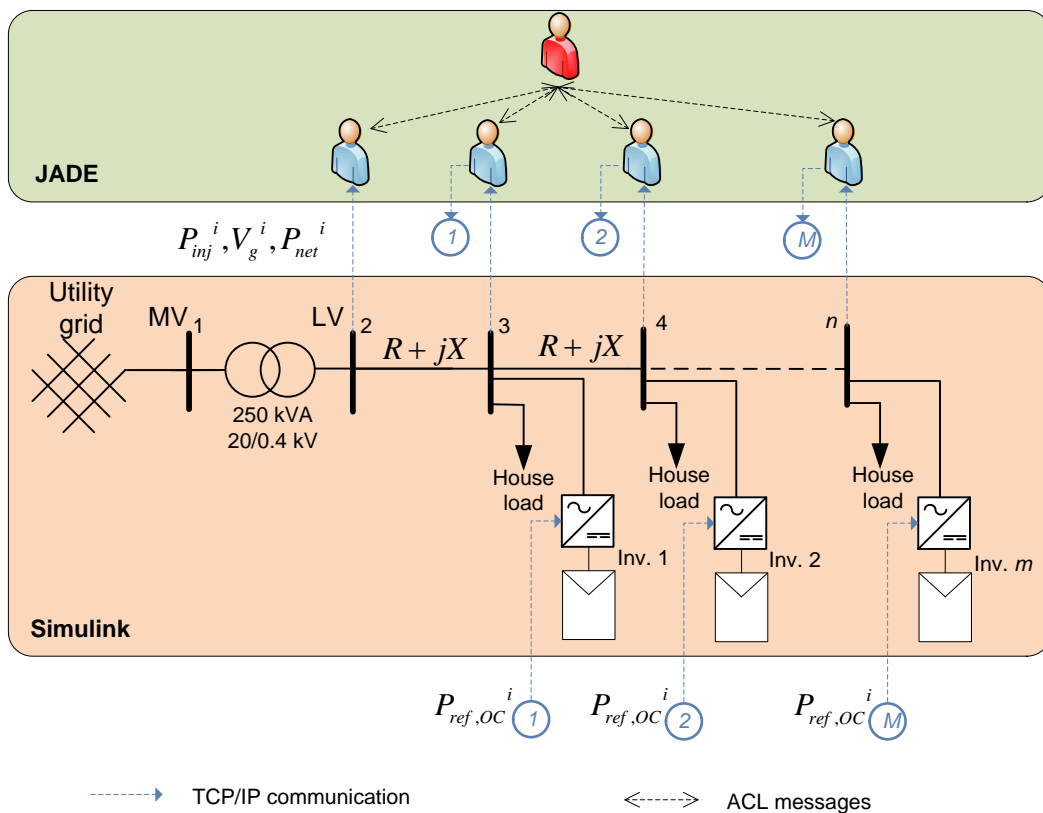 JADE
1
2
M
P_inj^i, V_g^i, P_net^i
Utility
grid
MV 1
LV 2
3
4
n
R + jX
R + jX
250 kVA
20/0.4 kV
House
load
House
load
House
load
Inv. 1
Inv. 2
Inv. m
Simulink
P_ref,OC^i 1
P_ref,OC^i 2
P_ref,OC^i M
TCP/IP communication
ACL messages